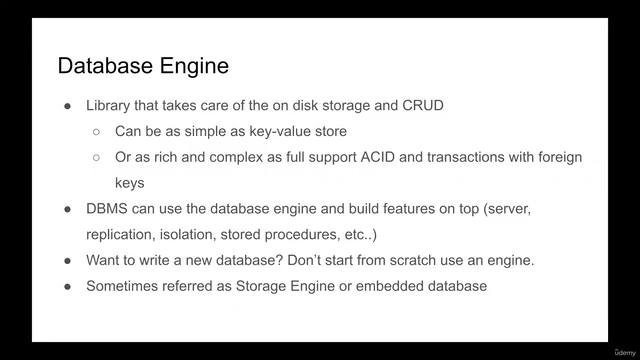 Database Engine
● Library that takes care of the on disk storage and CRUD
○ Can be as simple as key-value store
○ Or as rich and complex as full support ACID and transactions with foreign
keys
● DBMS can use the database engine and build features on top (server,
replication, isolation, stored procedures, etc..)
● Want to write a new database? Don't start from scratch use an engine.
● Sometimes referred as Storage Engine or embedded database
udemy